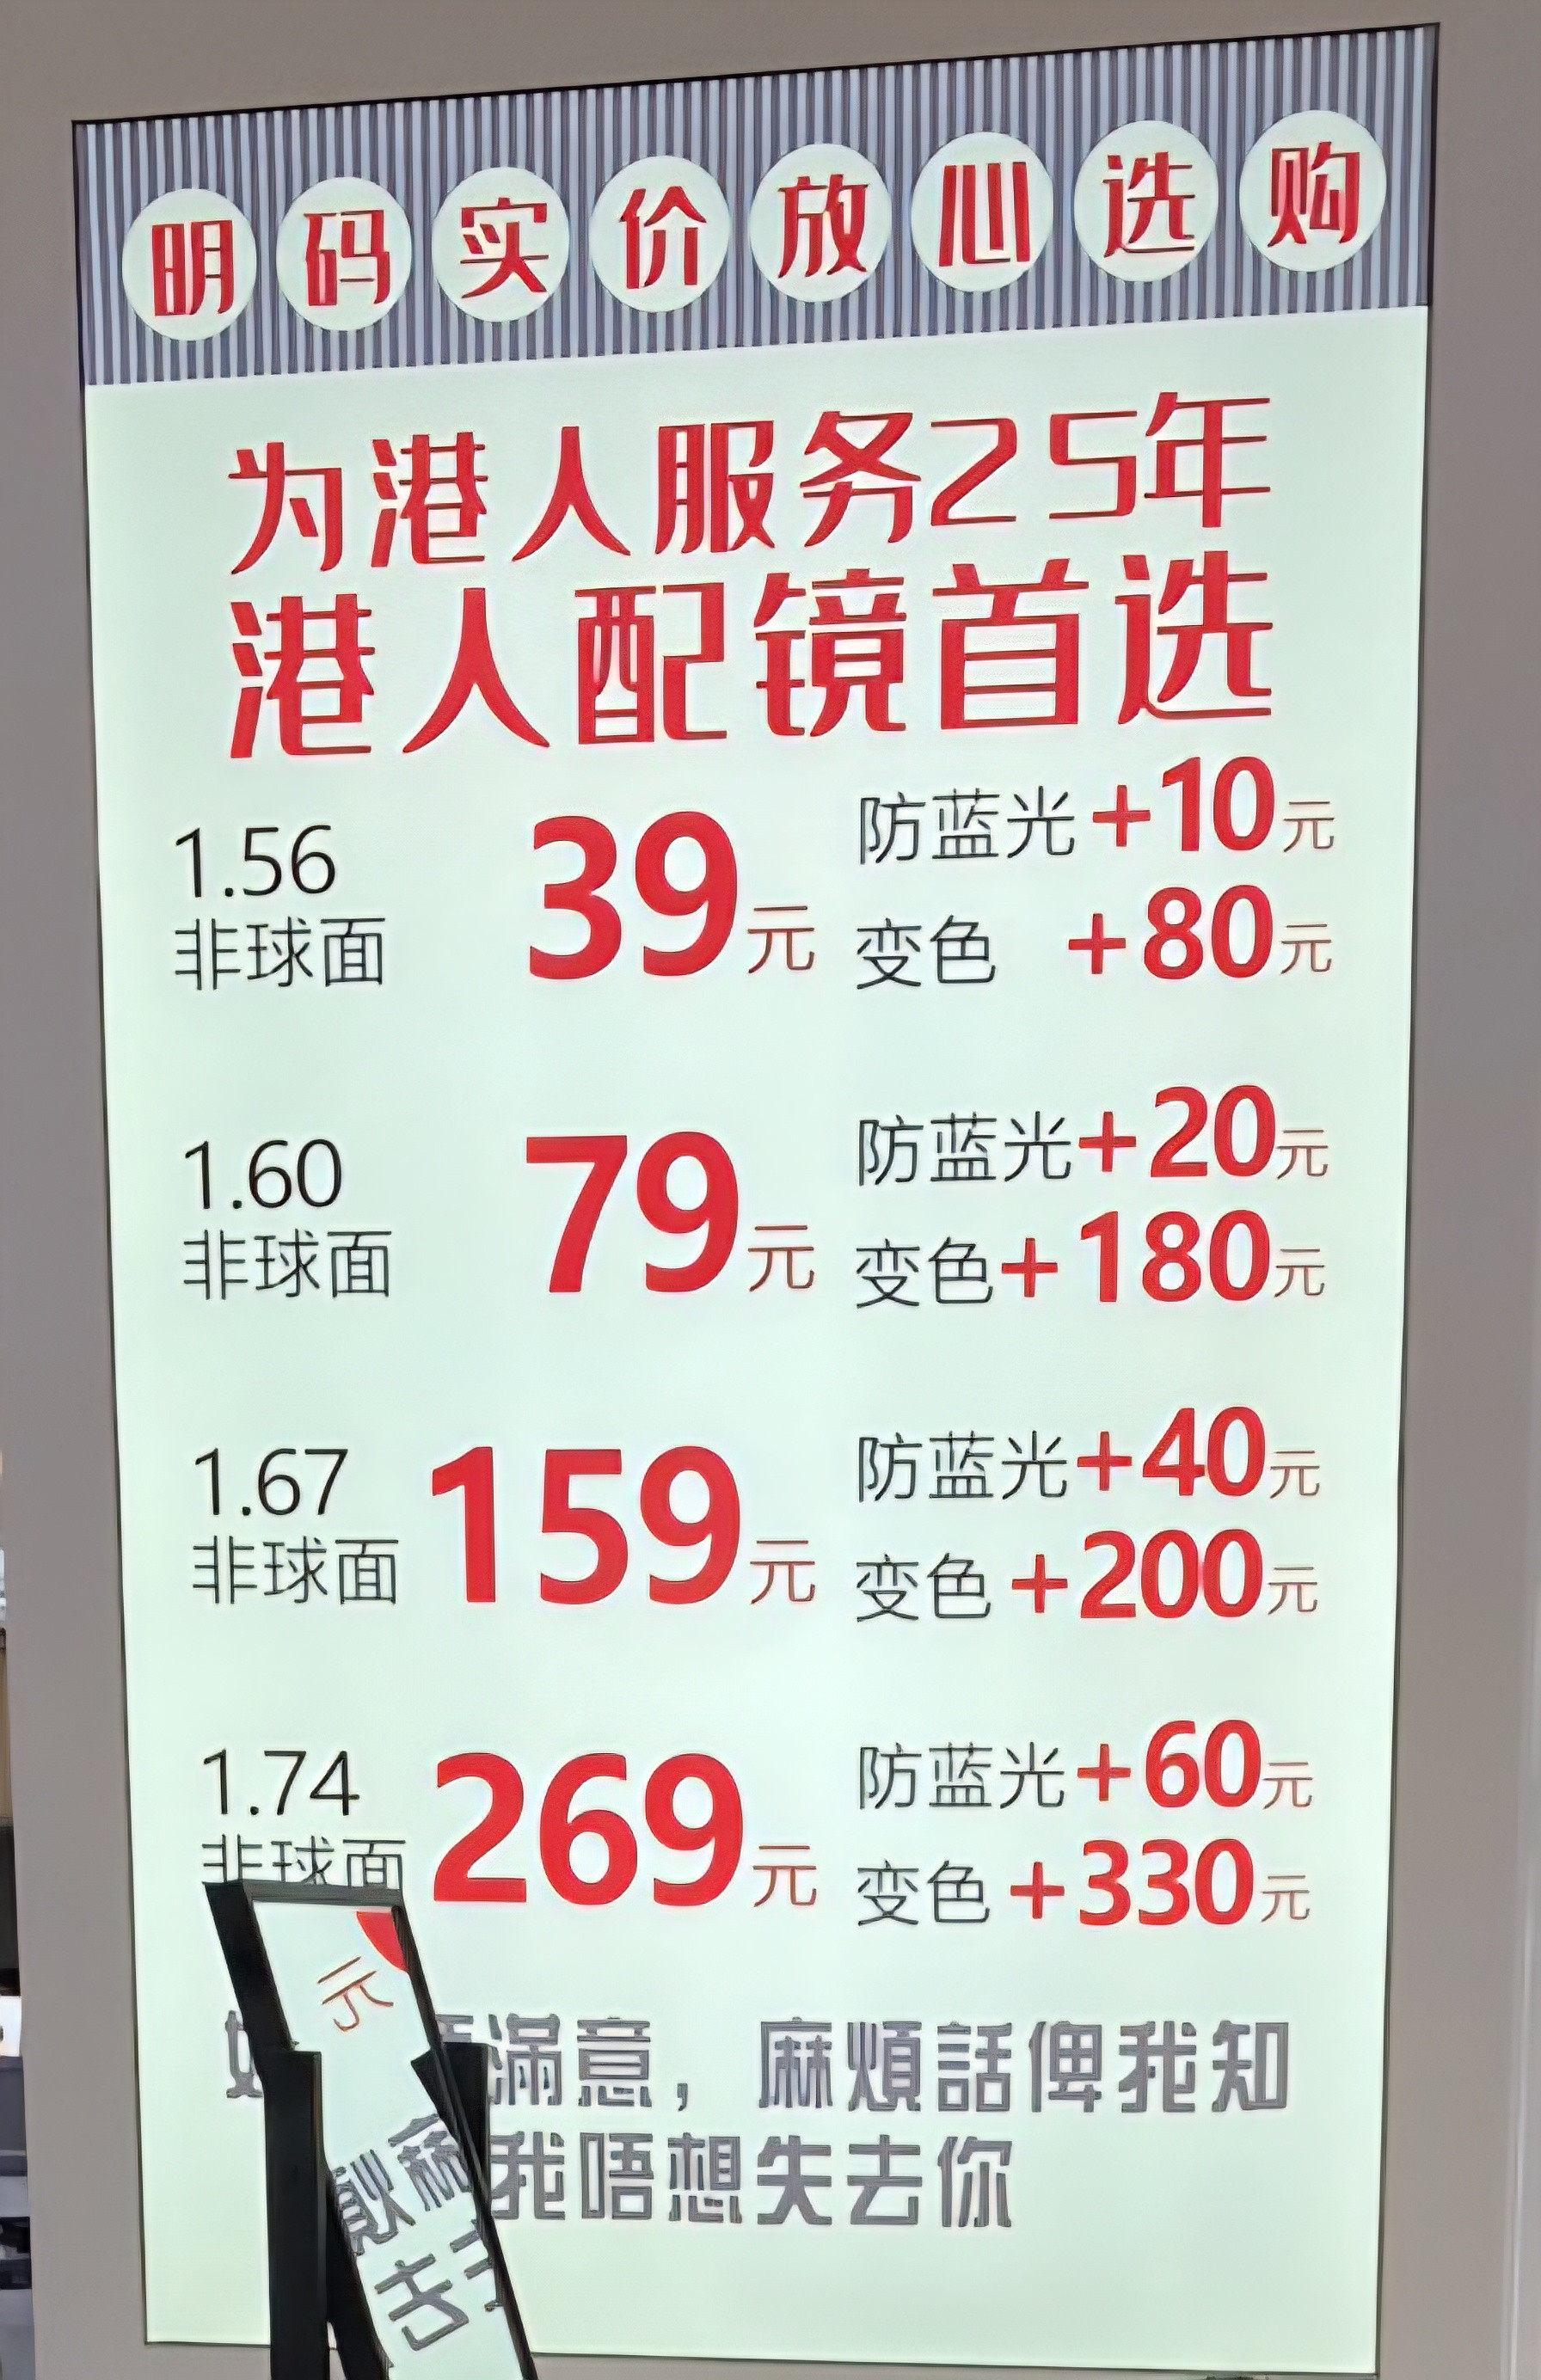 明码实价放心选购
为港人服务25年
港人配镜首选
1.56
非球面
39元
防蓝光+10元
变色 +80元
1.60
非球面
79元
防蓝光+20元
变色+180元
1.67
非球面
159元
防蓝光+40元
变色+200元
1.74
非球面
269元
防蓝光+60元
变色+330元
滿意，麻煩話俾我知
我唔想失去你